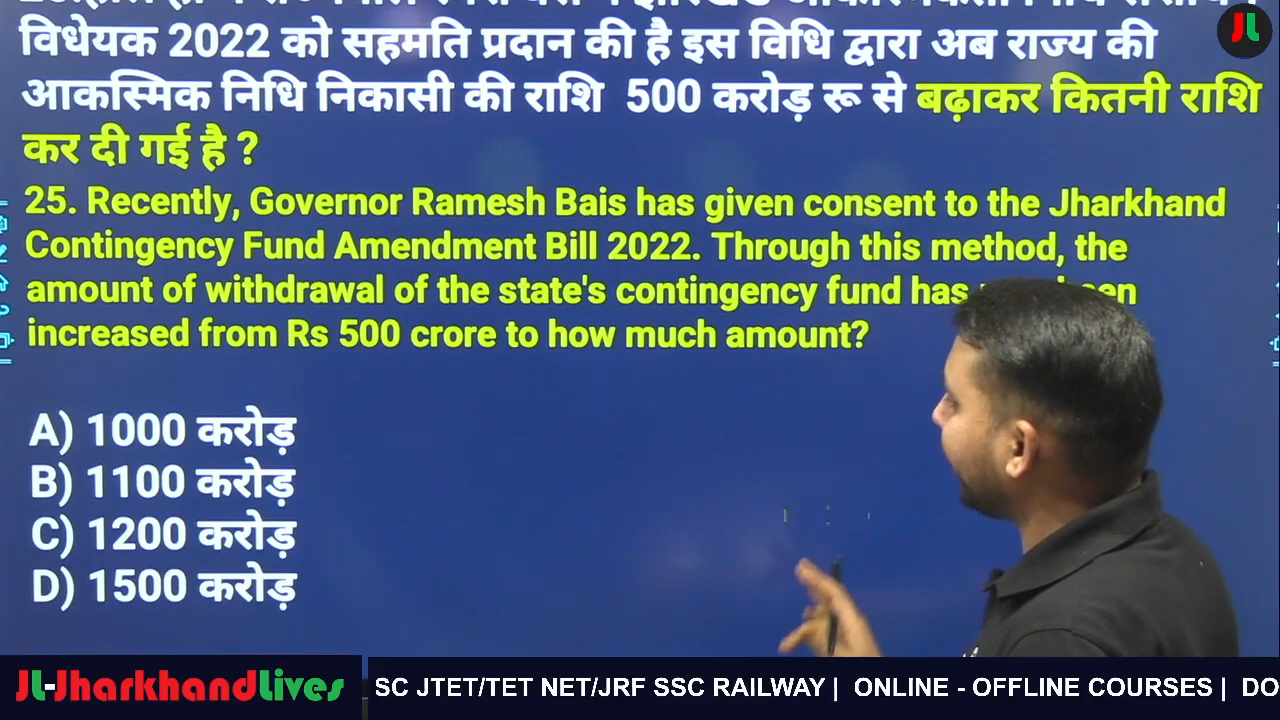 JL
विधेयक 2022 को सहमति प्रदान की है इस विधि द्वारा अब राज्य की
आकस्मिक निधि निकासी की राशि 500 करोड़ रू से बढ़ाकर कितनी राशि
कर दी गई है ?
25. Recently, Governor Ramesh Bais has given consent to the Jharkhand
Contingency Fund Amendment Bill 2022. Through this method, the
amount of withdrawal of the state's contingency fund has
increased from Rs 500 crore to how much amount?
A) 1000 करोड़
B) 1100 करोड़
C) 1200 करोड़
D) 1500 करोड़
JL-JharkhandLives
SC JTET/TET NET/JRF SSC RAILWAY | ONLINE - OFFLINE COURSES | DO